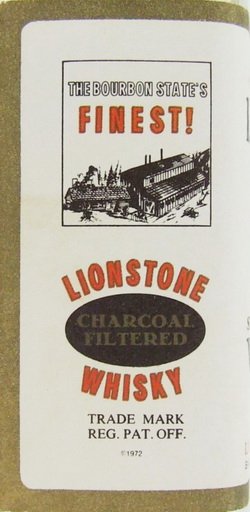 THE BOURBON STATE'S
FINEST!
LIONSTONE
CHARCOAL
FILTERED
WHISKY
TRADE MARK
REG. PAT. OFF.
©1972